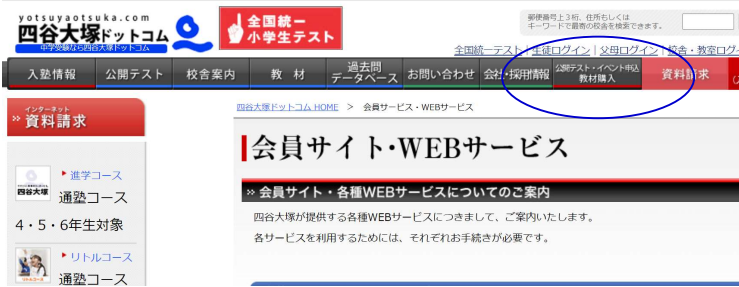 yotsuyaotsuka.com
四谷大塚ドットコム
中学受験なら四谷大塚ドットコム
全国統一
小学生テスト
郵便番号上3桁、住所もしくは
キーワードで最寄の校舎を検索できます。
全国統一テスト | 生徒ログイン | 父母ログイン | 校舎・教室ログ
入塾情報
公開テスト
校舎案内
教 材
過去問
データベース
お問い合わせ
会社・採用情報
公開テスト・イベント申込
教材購入
資料請求
インターネット
資料請求
進学コース
四谷大塚
通塾コース
4・5・6年生対象
リトルコース
リトルコース
通塾コース
四谷大塚ドットコム HOME > 会員サービス・WEBサービス
会員サイト・WEBサービス
» 会員サイト・各種WEBサービスについてのご案内
四谷大塚が提供する各種WEBサービスにつきまして、ご案内いたします。
各サービスを利用するためには、それぞれお手続きが必要です。